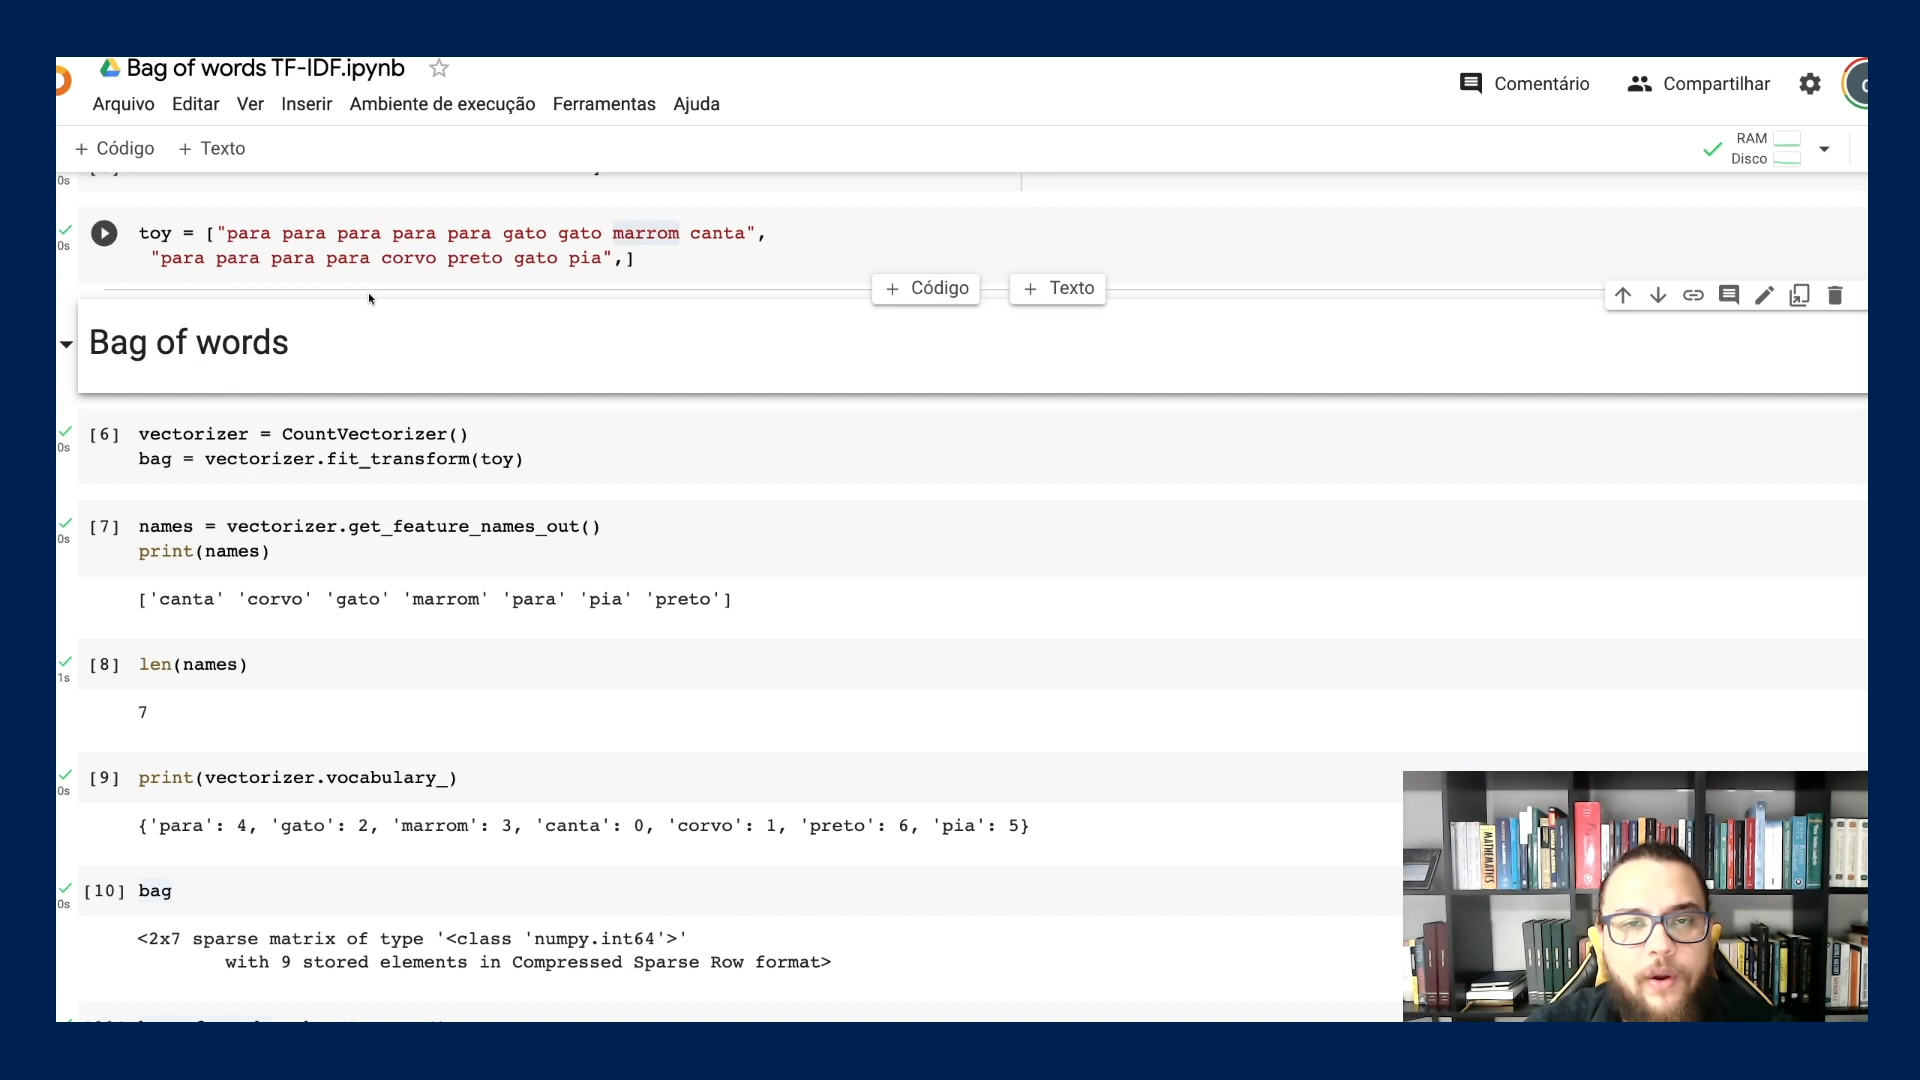 Bag of words TF-IDF.ipynb
Comentário
Compartilhar
Arquivo Editar Ver Inserir Ambiente de execução Ferramentas Ajuda
+ Código + Texto
RAM
Disco
0s
0s
toy = ["para para para para para gato gato marrom canta",
"para para para para corvo preto gato pia",]
+ Código + Texto
Bag of words
0s
[6] vectorizer = CountVectorizer()
bag = vectorizer.fit_transform(toy)
0s
[7] names = vectorizer.get_feature_names_out()
print(names)
['canta' 'corvo' 'gato' 'marrom' 'para' 'pia' 'preto']
1s
[8] len(names)
7
0s
[9] print(vectorizer.vocabulary_)
{'para': 4, 'gato': 2, 'marrom': 3, 'canta': 0, 'corvo': 1, 'preto': 6, 'pia': 5}
0s
[10] bag
<2x7 sparse matrix of type '<class 'numpy.int64'>'
with 9 stored elements in Compressed Sparse Row format>
MATHEMATICS